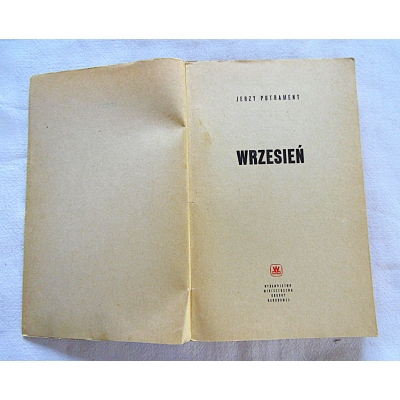 JERZY PUTRAMENT
WRZESIEŃ
WYDAWNICTWO
MINISTERSTWA
OBRONY
NARODOWEJ